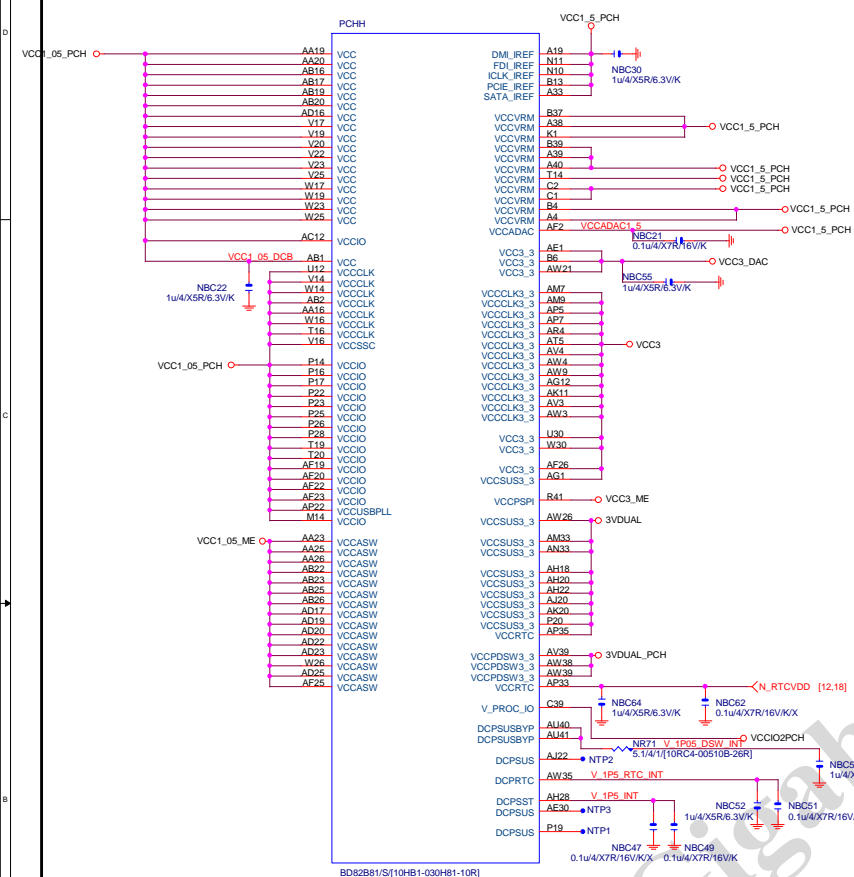 VCC1_5_PCH
PCHH
D
VCC1_05_PCH
AA19 VCC
AA20 VCC
AB16 VCC
AB17 VCC
AB19 VCC
AB20 VCC
AD16 VCC
V17 VCC
V19 VCC
V20 VCC
V22 VCC
V23 VCC
V25 VCC
W17 VCC
W19 VCC
W23 VCC
W25 VCC
AC12 VCCIO
VCC1_05_DCB AB1 VCC
NBC22
1u/4/X5R/6.3V/K
U12 VCCCLK
V14 VCCCLK
W14 VCCCLK
AB2 VCCCLK
AA16 VCCCLK
W16 VCCCLK
T16 VCCCLK
V16 VCCSSC
VCC1_05_PCH
P14 VCCIO
P16 VCCIO
P17 VCCIO
P22 VCCIO
P23 VCCIO
P25 VCCIO
P26 VCCIO
P28 VCCIO
T19 VCCIO
T20 VCCIO
AF19 VCCIO
AF20 VCCIO
AF22 VCCIO
AF23 VCCIO
AP22 VCCUSBPLL
M14 VCCIO
C
VCC1_05_ME
AA23 VCCASW
AA25 VCCASW
AA26 VCCASW
AB22 VCCASW
AB23 VCCASW
AB25 VCCASW
AB26 VCCASW
AD17 VCCASW
AD19 VCCASW
AD20 VCCASW
AD22 VCCASW
AD23 VCCASW
W26 VCCASW
AD25 VCCASW
AF25 VCCASW
B
DMI_IREF A19
FDI_IREF N11
ICLK_IREF N10
PCIE_IREF B13
SATA_IREF A33
NBC30
1u/4/X5R/6.3V/K
VCCVRM B37
VCCVRM A38 VCC1_5_PCH
VCCVRM K1
VCCVRM B39
VCCVRM A39
VCCVRM A40 VCC1_5_PCH
VCCVRM T14 VCC1_5_PCH
VCCVRM C2 VCC1_5_PCH
VCCVRM C1
VCCVRM B4 VCC1_5_PCH
VCCVRM A4
VCCADAC AF2 VCCADAC1_5 VCC1_5_PCH
NBC21
0.1u/4/X7R/16V/K
VCC3_3 AE1
VCC3_3 B6 VCC3_DAC
VCC3_3 AW21
NBC55
1u/4/X5R/6.3V/K
VCCCLK3_3 AM7
VCCCLK3_3 AM9
VCCCLK3_3 AP5
VCCCLK3_3 AP7
VCCCLK3_3 AR4
VCCCLK3_3 AT5 VCC3
VCCCLK3_3 AV4
VCCCLK3_3 AW4
VCCCLK3_3 AW9
VCCCLK3_3 AG12
VCCCLK3_3 AK11
VCCCLK3_3 AV3
VCCCLK3_3 AW3
VCC3_3 U30
VCC3_3 W30
VCC3_3 AF26
VCCSUS3_3 AG1
VCCPSPI R41 VCC3_ME
VCCSUS3_3 AW26 3VDUAL
VCCSUS3_3 AM33
VCCSUS3_3 AN33
VCCSUS3_3 AH18
VCCSUS3_3 AH20
VCCSUS3_3 AH22
VCCSUS3_3 AJ20
VCCSUS3_3 AK20
VCCSUS3_3 P20
VCCRTC AP35
VCCPDSW3_3 AV39 3VDUAL_PCH
VCCPDSW3_3 AW38
VCCPDSW3_3 AW39
VCCRTC AP33 N_RTCVDD [12,18]
NBC64
1u/4/X5R/6.3V/K
NBC62
0.1u/4/X7R/16V/K/X
V_PROC_IO C39
VCCIO2PCH
DCPSUSBYP AU40
DCPSUSBYP AU41
NR71 V_1P05_DSW_INT
5.1/4/1/[10RC4-00510B-26R]
DCPSUS AJ22 NTP2
DCPRTC AW35 V_1P5_RTC_INT
NBC52
1u/4/X5R/6.3V/K
NBC51
0.1u/4/X7R/16V/
DCPSST AH28 V_1P5_INT
DCPSUS AE30 NTP3
DCPSUS P19 NTP1
NBC47
0.1u/4/X7R/16V/K/X
NBC49
0.1u/4/X7R/16V/K
BD82B81/S/[10HB1-030H81-10R]